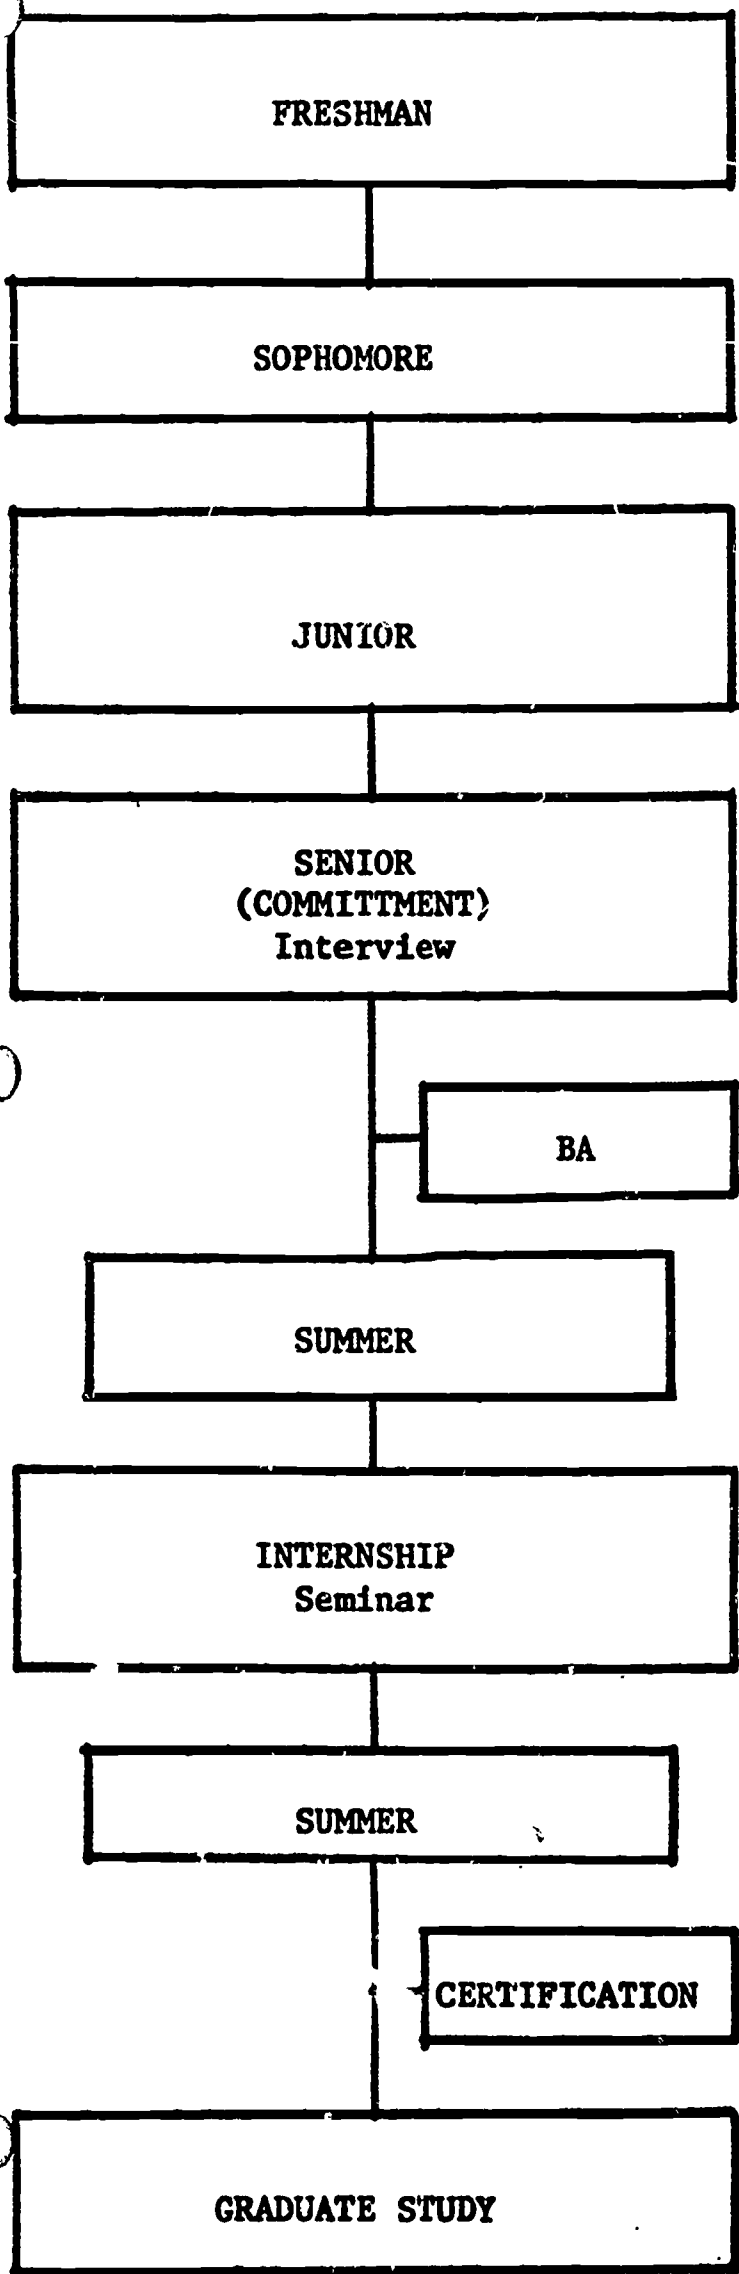 FRESHMAN
SOPHOMORE
JUNIOR
SENIOR
(COMMITTMENT)
Interview
BA
SUMMER
INTERNSHIP
Seminar
SUMMER
CERTIFICATION
GRADUATE STUDY